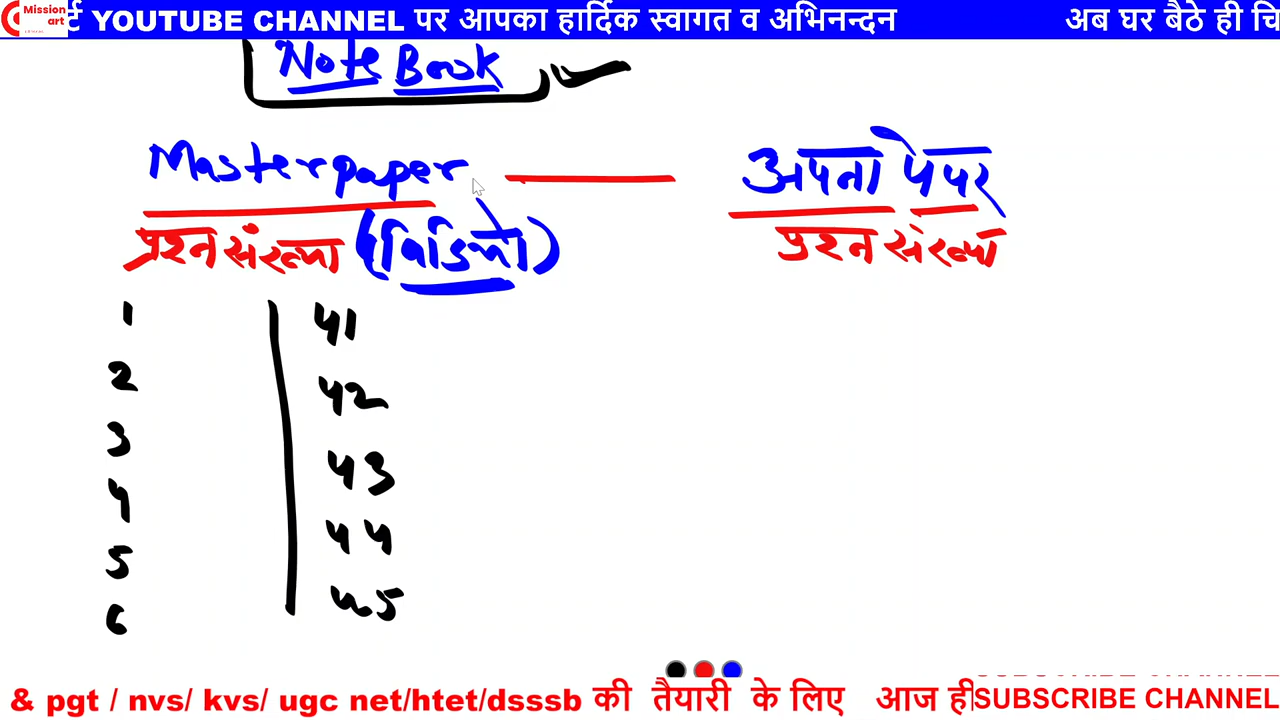 Mission art
र्ट YOUTUBE CHANNEL पर आपका हार्दिक स्वागत व अभिनन्दन अब घर बैठे ही चि
Note Book
Masterpaper अपना पेपर
प्रश्न संख्या (विडियो) प्रश्न संख्या
1 41
2 42
3 43
4 44
5 45
6
& pgt / nvs/ kvs/ ugc net/htet/dsssb की तैयारी के लिए आज ही SUBSCRIBE CHANNEL